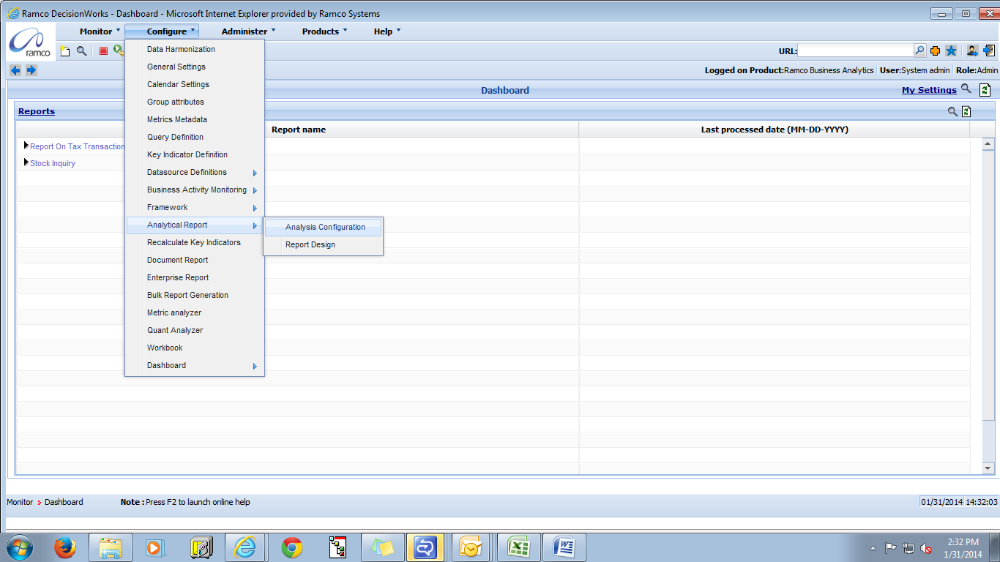 Ramco DecisionWorks - Dashboard - Microsoft Internet Explorer provided by Ramco Systems
ramco
Monitor Configure Administer Products Help
URL:
Logged on Product:Ramco Business Analytics User:System admin Role:Admin
Dashboard
My Settings
Reports
Report name Last processed date (MM-DD-YYYY)
Report On Tax Transaction
Stock Inquiry
Data Harmonization
General Settings
Calendar Settings
Group attributes
Metrics Metadata
Query Definition
Key Indicator Definition
Datasource Definitions
Business Activity Monitoring
Framework
Analytical Report
Recalculate Key Indicators
Document Report
Enterprise Report
Bulk Report Generation
Metric analyzer
Quant Analyzer
Workbook
Dashboard
Analysis Configuration
Report Design
Monitor Dashboard Note : Press F2 to launch online help 01/31/2014 14:32:03
2:32 PM
1/31/2014